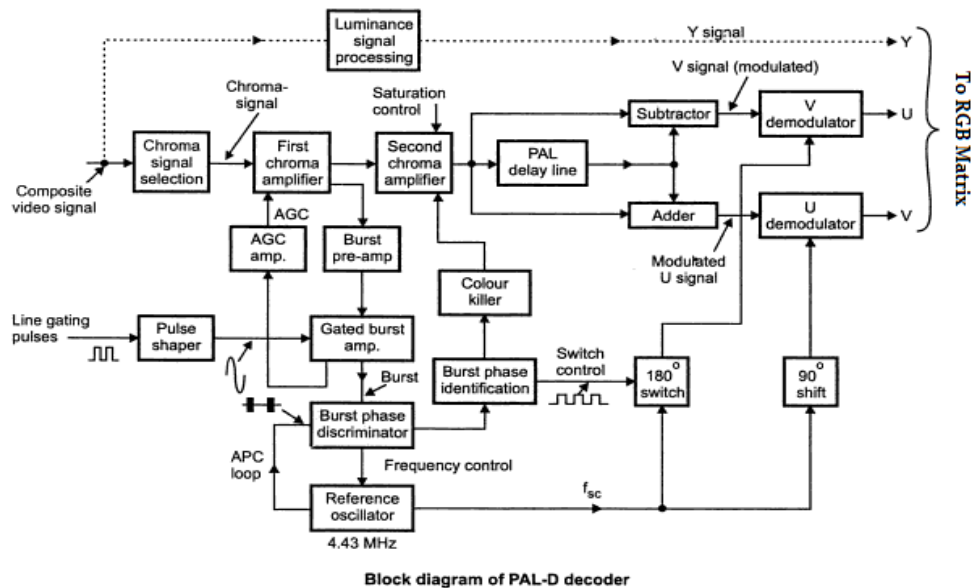 Luminance
signal
processing
Y signal
Y
V signal (modulated)
Saturation
control
Chroma-
signal
Subtractor
V
demodulator
U
To RGB Matrix
Chroma
signal
selection
First
chroma
amplifier
Second
chroma
amplifier
PAL
delay line
Composite
video signal
AGC
Adder
U
demodulator
V
AGC
amp.
Burst
pre-amp
Modulated
U signal
Colour
killer
Line gating
pulses
Pulse
shaper
Gated burst
amp.
Switch
control
Burst
Burst phase
identification
180°
switch
90°
shift
Burst phase
discriminator
APC
loop
Frequency control
Reference
oscillator
fsc
4.43 MHz
Block diagram of PAL-D decoder